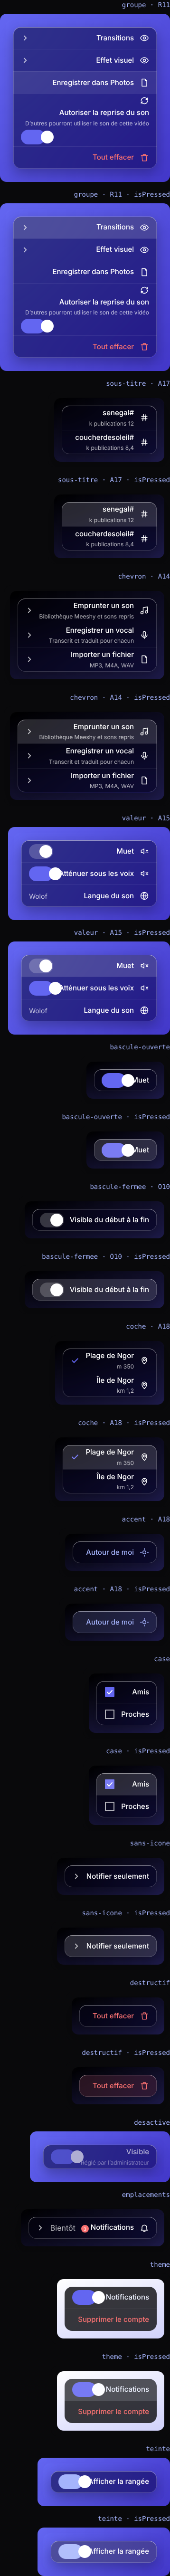 groupe · R11
Transitions
Effet visuel
Enregistrer dans Photos
Autoriser la reprise du son
D'autres pourront utiliser le son de cette vidéo
Tout effacer
groupe · R11 · isPressed
Transitions
Effet visuel
Enregistrer dans Photos
Autoriser la reprise du son
D'autres pourront utiliser le son de cette vidéo
Tout effacer
sous-titre · A17
senegal#
k publications 12
coucherdesoleil#
k publications 8,4
sous-titre · A17 · isPressed
senegal#
k publications 12
coucherdesoleil#
k publications 8,4
chevron · A14
Emprunter un son
Bibliothèque Meeshy et sons repris
Enregistrer un vocal
Transcrit et traduit pour chacun
Importer un fichier
MP3, M4A, WAV
chevron · A14 · isPressed
Emprunter un son
Bibliothèque Meeshy et sons repris
Enregistrer un vocal
Transcrit et traduit pour chacun
Importer un fichier
MP3, M4A, WAV
valeur · A15
Muet
Atténuer sous les voix
Wolof Langue du son
valeur · A15 · isPressed
Muet
Atténuer sous les voix
Wolof Langue du son
bascule-ouverte
Muet
bascule-ouverte · isPressed
Muet
bascule-fermee · O10
Visible du début à la fin
bascule-fermee · O10 · isPressed
Visible du début à la fin
coche · A18
Plage de Ngor
m 350
Île de Ngor
km 1,2
coche · A18 · isPressed
Plage de Ngor
m 350
Île de Ngor
km 1,2
accent · A18
Autour de moi
accent · A18 · isPressed
Autour de moi
case
Amis
Proches
case · isPressed
Amis
Proches
sans-icone
Notifier seulement
sans-icone · isPressed
Notifier seulement
destructif
Tout effacer
destructif · isPressed
Tout effacer
desactive
Visible
Réglé par l'administrateur
emplacements
Bientôt Notifications
theme
Notifications
Supprimer le compte
theme · isPressed
Notifications
Supprimer le compte
teinte
Afficher la rangée
teinte · isPressed
Afficher la rangée